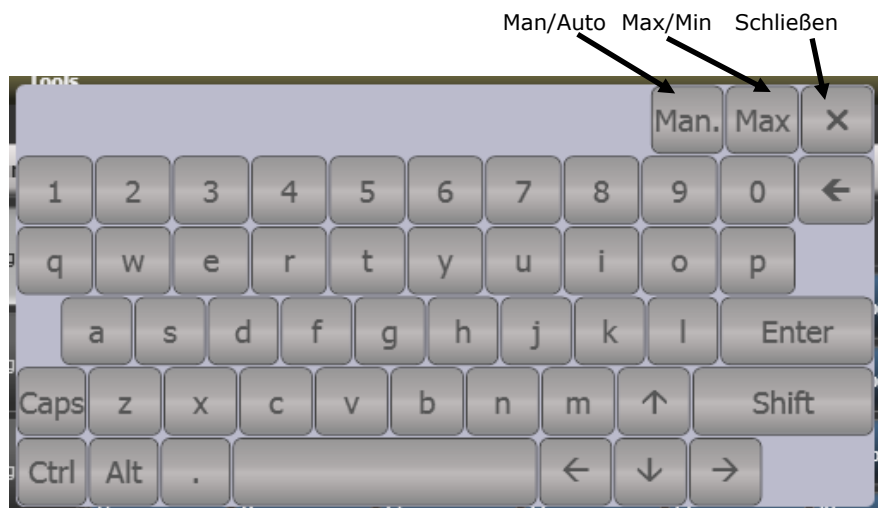 Man/Auto Max/Min Schließen
Tools
Man. Max ×
1 2 3 4 5 6 7 8 9 0 ←
q w e r t y u i o p
a s d f g h j k l Enter
Caps z x c v b n m ↑ Shift
Ctrl Alt . ← ↓ →